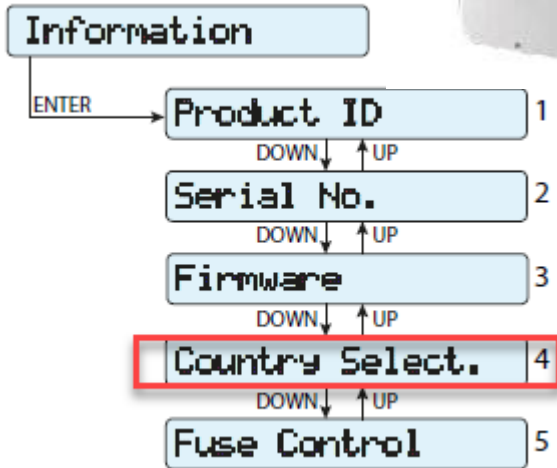 Information
ENTER
Product ID 1
DOWN UP
Serial No. 2
DOWN UP
Firmware 3
DOWN UP
Country Select. 4
DOWN UP
Fuse Control 5